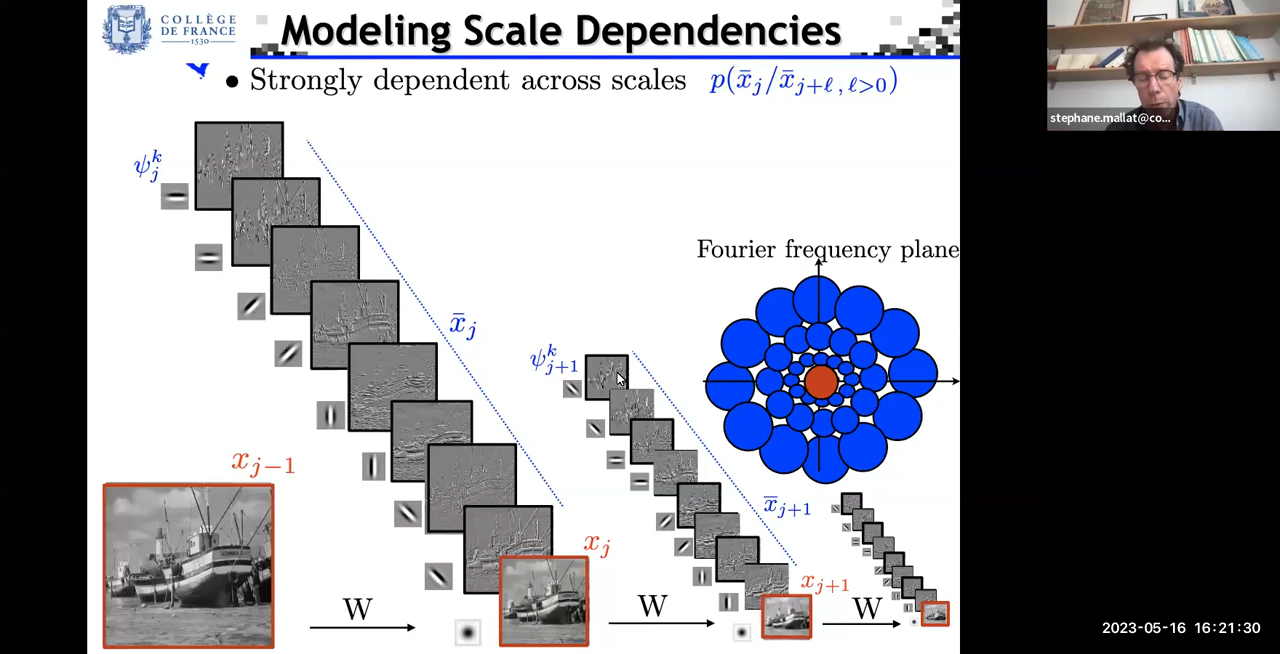 COLLÈGE
DE FRANCE
1530
Modeling Scale Dependencies
• Strongly dependent across scales p(x̄_j/x̄_{j+ℓ, ℓ>0})
ψ_j^k
x̄_j
Fourier frequency plane
ψ_{j+1}^k
x_{j-1}
x̄_{j+1}
x_j
x_{j+1}
W
W
W
stephane.mallat@co...
2023-05-16 16:21:30